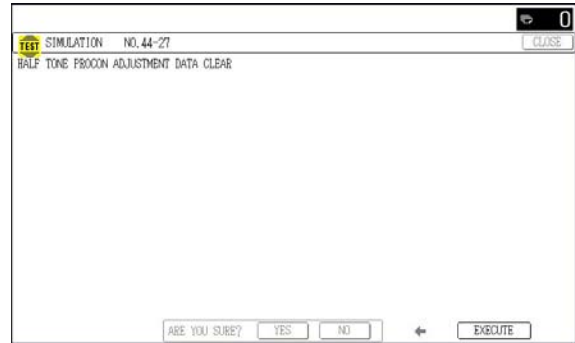 0
TEST SIMULATION NO. 44-27 CLOSE
HALF TONE PROCON ADJUSTMENT DATA CLEAR
ARE YOU SURE? YES NO EXECUTE